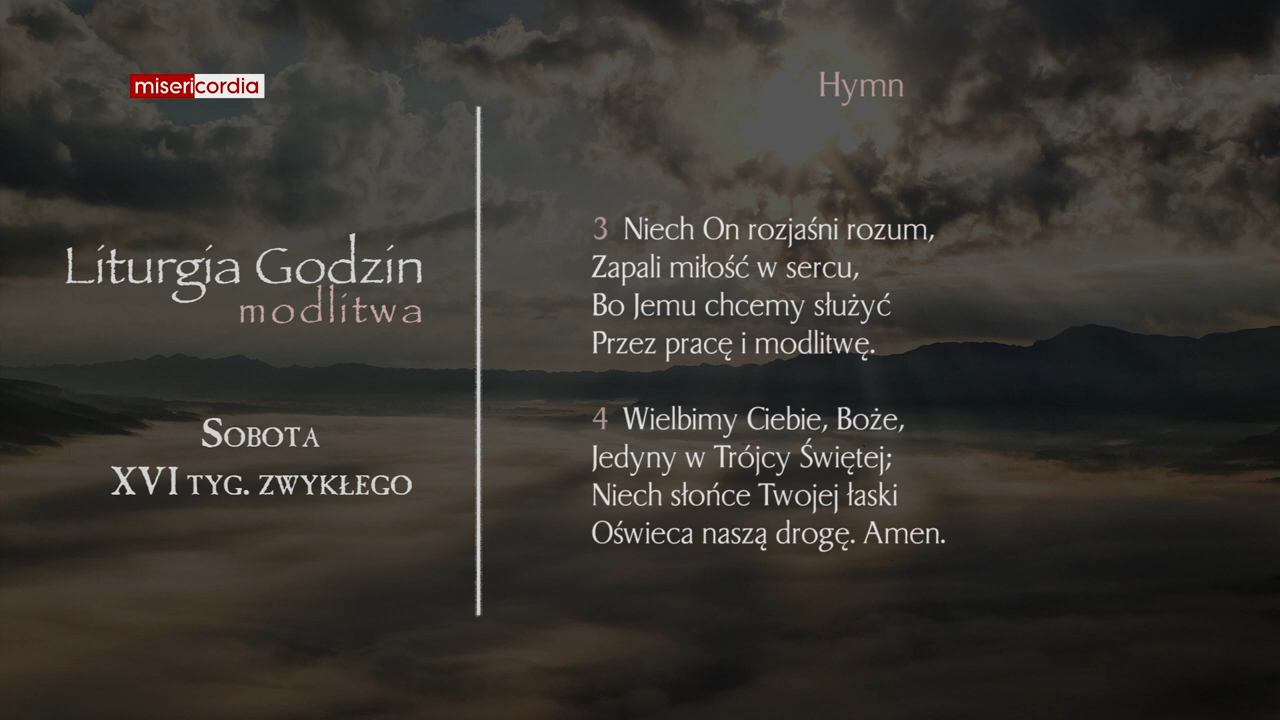 misericordia
Liturgia Godzin
modlitwa
Sobota
XVI tyg. zwykłego
Hymn
3 Niech On rozjaśni rozum,
Zapali miłość w sercu,
Bo Jemu chcemy służyć
Przez pracę i modlitwę.
4 Wielbimy Ciebie, Boże,
Jedyny w Trójcy Świętej;
Niech słońce Twojej łaski
Oświeca naszą drogę. Amen.